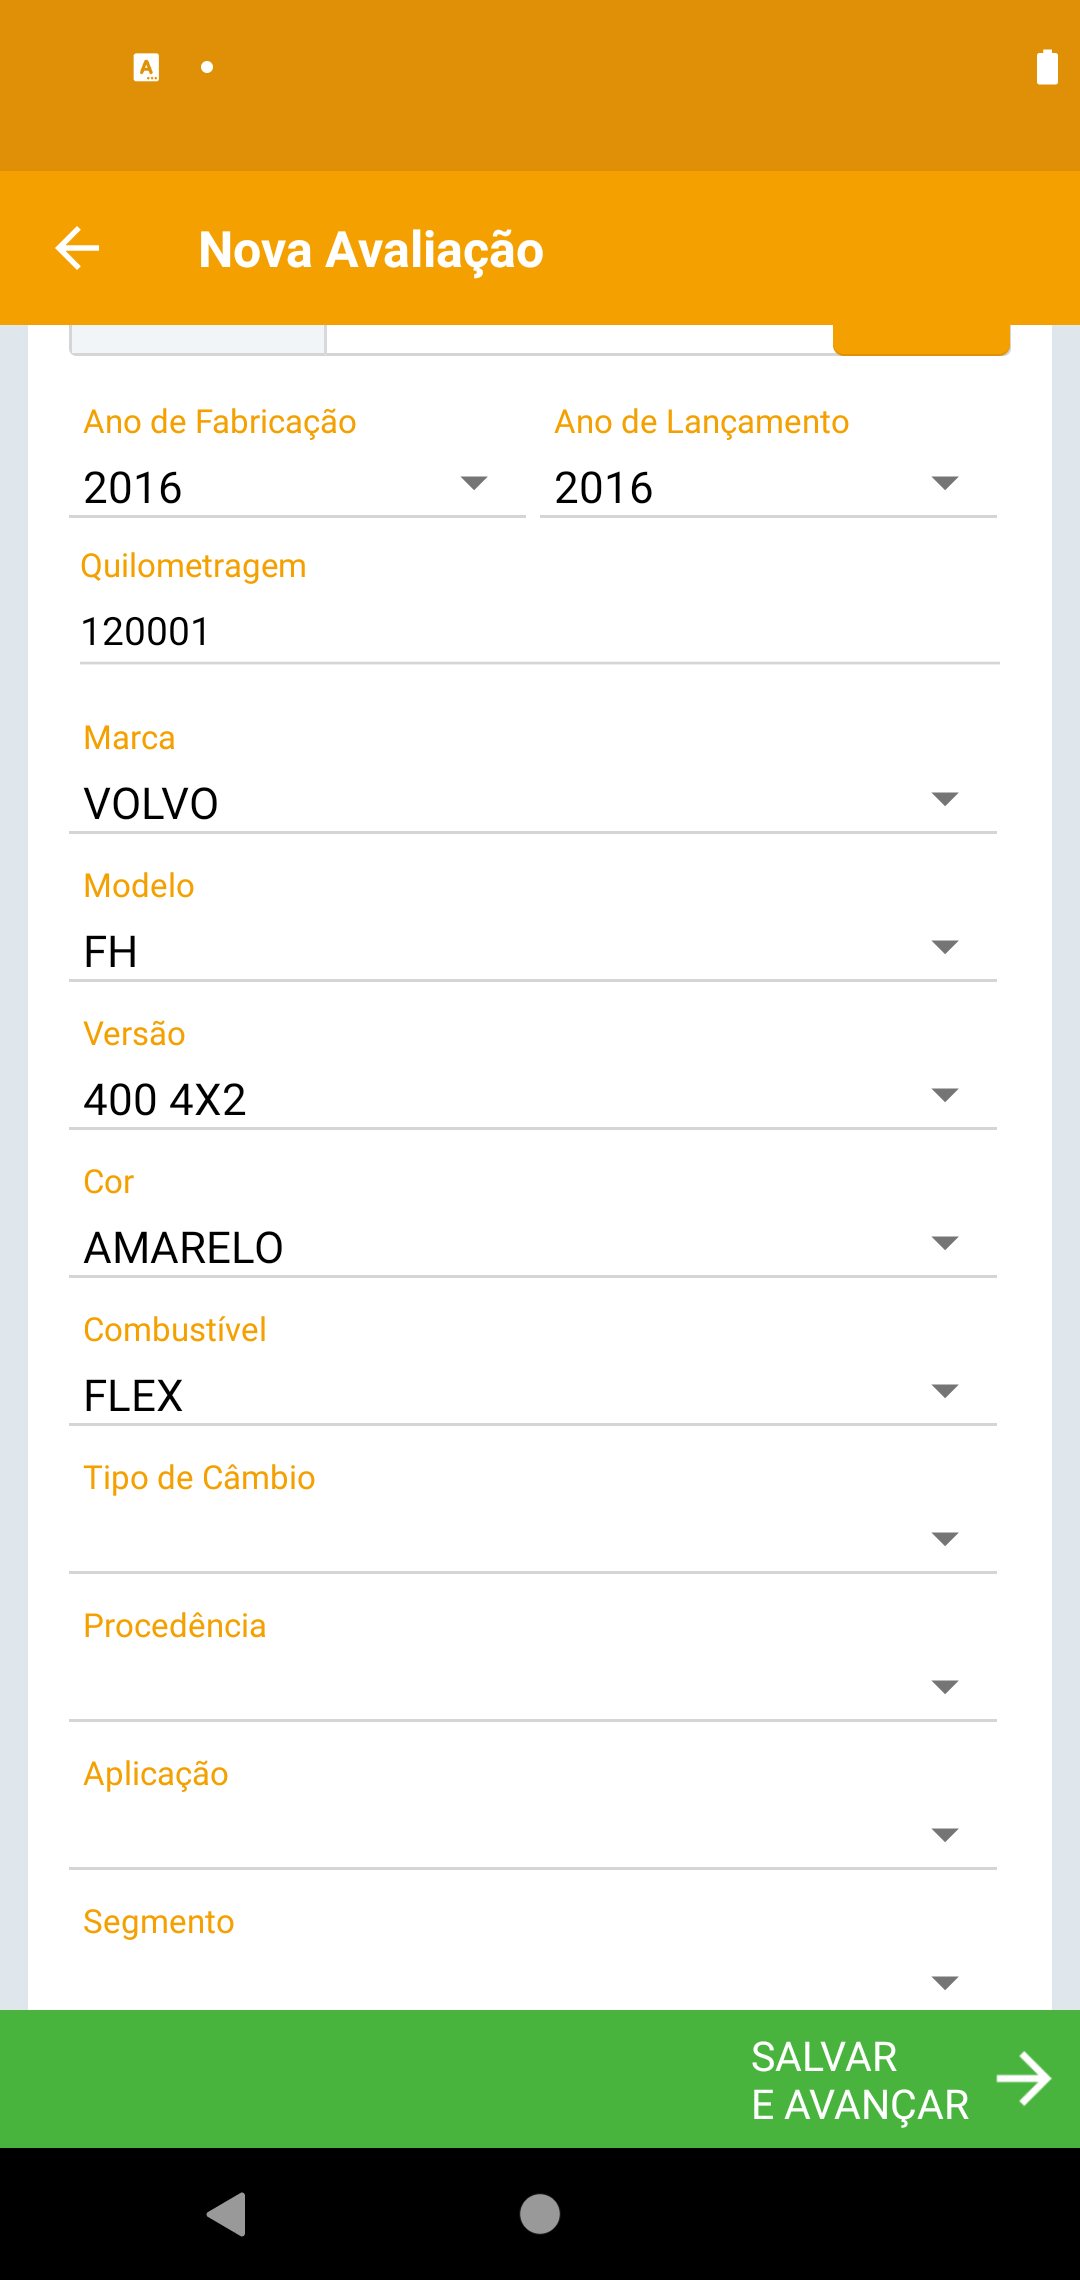 Nova Avaliação
Ano de Fabricação
Ano de Lançamento
2016
2016
Quilometragem
120001
Marca
VOLVO
Modelo
FH
Versão
400 4X2
Cor
AMARELO
Combustível
FLEX
Tipo de Câmbio
Procedência
Aplicação
Segmento
SALVAR
E AVANÇAR